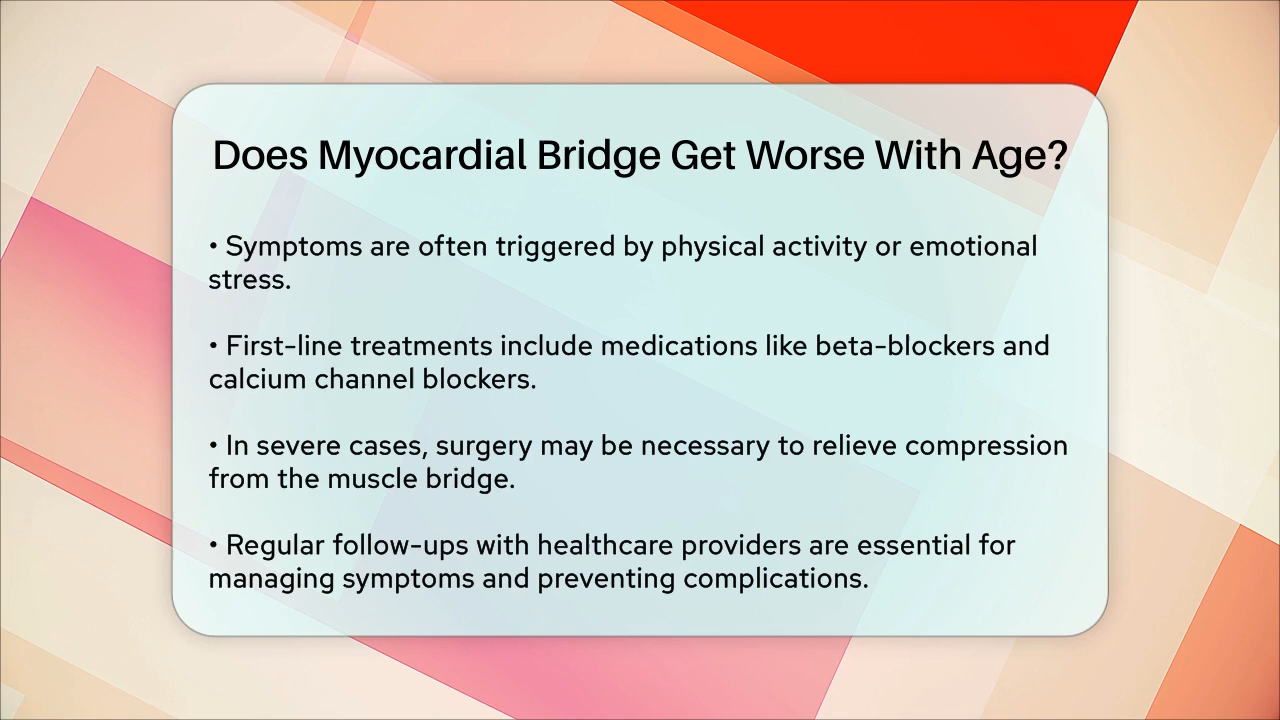 Does Myocardial Bridge Get Worse With Age?
• Symptoms are often triggered by physical activity or emotional
stress.
• First-line treatments include medications like beta-blockers and
calcium channel blockers.
• In severe cases, surgery may be necessary to relieve compression
from the muscle bridge.
• Regular follow-ups with healthcare providers are essential for
managing symptoms and preventing complications.